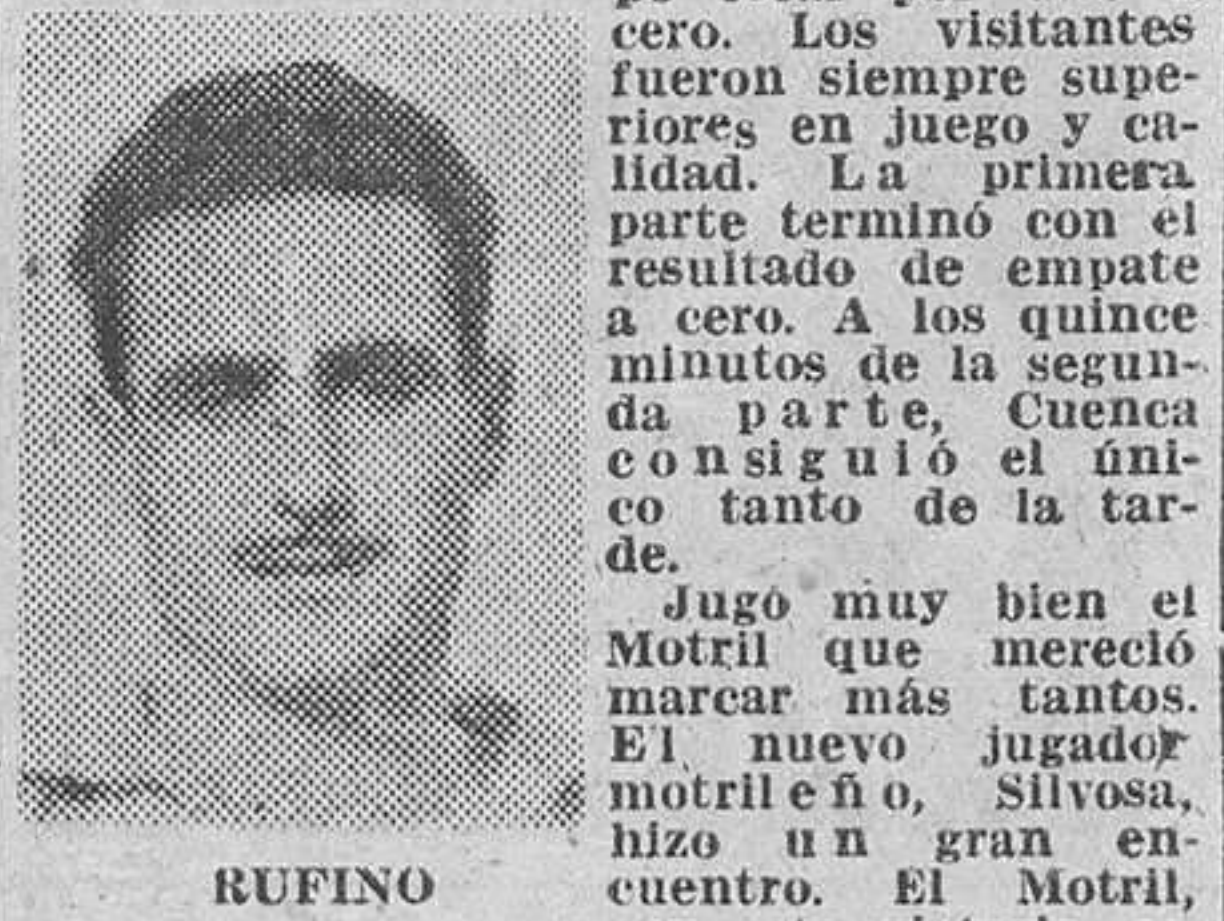 cero. Los visitantes
fueron siempre supe-
riores en juego y ca-
lidad. La primera
parte terminó con el
resultado de empate
a cero. A los quince
minutos de la segun-
da parte, Cuenca
consiguió el úni-
co tanto de la tar-
de.
Jugó muy bien el
Motril que mereció
marcar más tantos.
El nuevo jugador
motrileño, Silvosa,
hizo un gran en-
cuentro. El Motril,
RUFINO